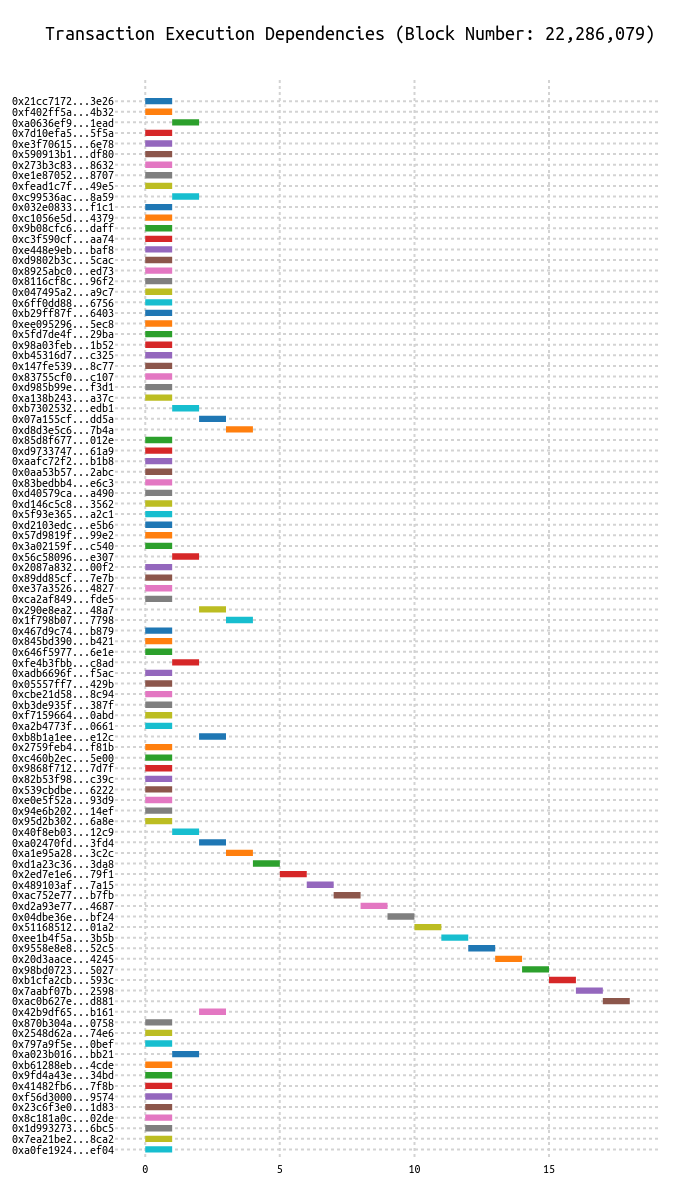 Transaction Execution Dependencies (Block Number: 22,286,079)
0x21cc7172...3e26
0xf402ff5a...4b32
0xa0636ef9...1ead
0x7d10efa5...5f5a
0xe3f70615...6e78
0x590913b1...df80
0x273b3c83...8632
0xe1e87052...8707
0xfead1c7f...49e5
0xc99536ac...8a59
0x032e0833...f1c1
0xc1056e5d...4379
0x9b08cfc6...daff
0xc3f590cf...aa74
0xe448e9eb...baf8
0xd9802b3c...5cac
0x8925abc0...ed73
0x8116cf8c...96f2
0x047495a2...a9c7
0x6ff0dd88...6756
0xb29ff87f...6403
0xee095296...5ec8
0x5fd7de4f...29ba
0x98a03feb...1b52
0xb45316d7...c325
0x147fe539...8c77
0x83755cf0...c107
0xd985b99e...f3d1
0xa138b243...a37c
0xb7302532...edb1
0x07a155cf...dd5a
0xd8d3e5c6...7b4a
0x85d8f677...012e
0xd9733747...61a9
0xaafc72f2...b1b8
0x0aa53b57...2abc
0x83bedbb4...e6c3
0xd40579ca...a490
0xd146c5c8...3562
0x5f93e365...a2c1
0xd2103edc...e5b6
0x57d9819f...99e2
0x3a02159f...c540
0x56c58096...e307
0x2087a832...00f2
0x89dd85cf...7e7b
0xe37a3526...4827
0xca2af849...fde5
0x290e8ea2...48a7
0x1f798b07...7798
0x467d9c74...b879
0x845bd390...b421
0x646f5977...6e1e
0xfe4b3fbb...c8ad
0xadb6696f...f5ac
0x05557ff7...429b
0xcbe21d58...8c94
0xb3de935f...387f
0xf7159664...0abd
0xa2b4773f...0661
0xb8b1a1ee...e12c
0x2759feb4...f81b
0xc460b2ec...5e00
0x9868f712...7d7f
0x82b53f98...c39c
0x539cbdbe...6222
0xe0e5f52a...93d9
0x94e6b202...14ef
0x95d2b302...6a8e
0x40f8eb03...12c9
0xa02470fd...3fd4
0xa1e95a28...3c2c
0xd1a23c36...3da8
0x2ed7e1e6...79f1
0x489103af...7a15
0xac752e77...b7fb
0xd2a93e77...4687
0x04dbe36e...bf24
0x51168512...01a2
0xee1b4f5a...3b5b
0x9558e8e8...52c5
0x20d3aace...4245
0x98bd0723...5027
0xb1cfa2cb...593c
0x7aabf07b...2598
0xac0b627e...d881
0x42b9df65...b161
0x870b304a...0758
0x2548d62a...74e6
0x797a9f5e...0bef
0xa023b016...bb21
0xb61288eb...4cde
0x9fd4a43e...34bd
0x41482fb6...7f8b
0xf56d3000...9574
0x23c6f3e0...1d83
0x8c181a0c...02de
0x1d993273...6bc5
0x7ea21be2...8ca2
0xa0fe1924...ef04
0 5 10 15